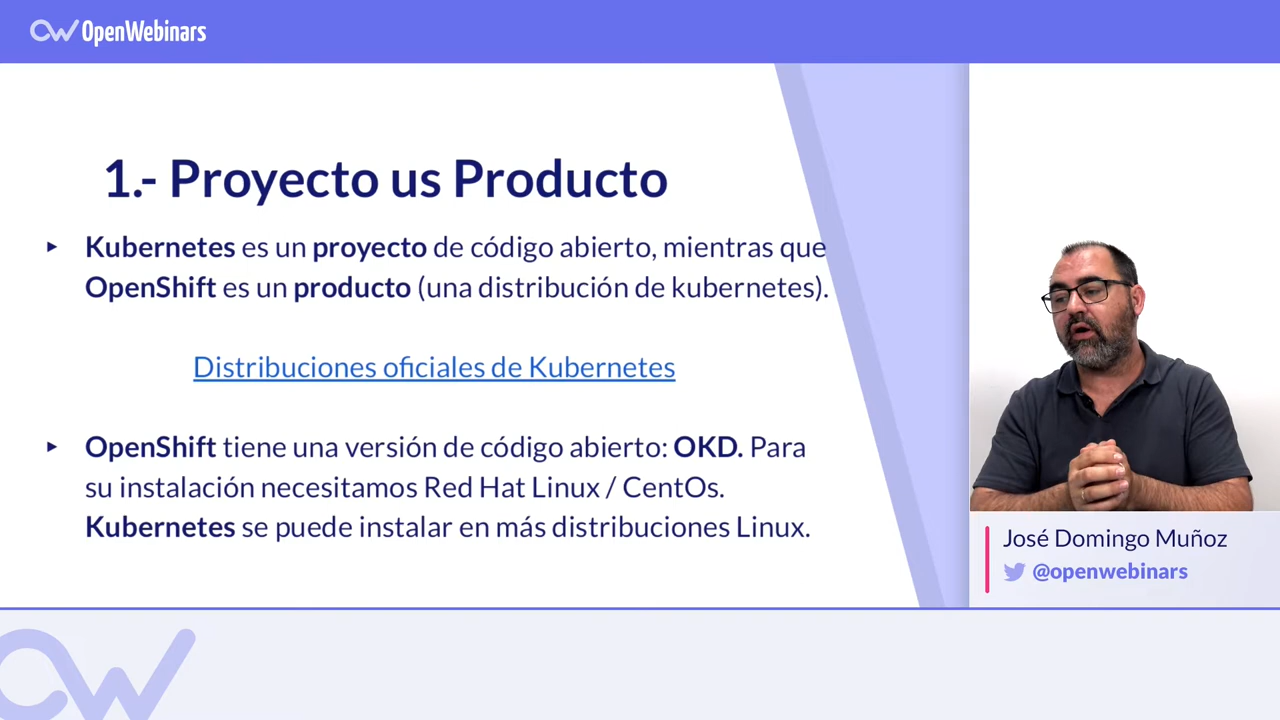 OpenWebinars
1.- Proyecto us Producto
▸ Kubernetes es un proyecto de código abierto, mientras que
OpenShift es un producto (una distribución de kubernetes).
Distribuciones oficiales de Kubernetes
▸ OpenShift tiene una versión de código abierto: OKD. Para
su instalación necesitamos Red Hat Linux / CentOs.
Kubernetes se puede instalar en más distribuciones Linux.
José Domingo Muñoz
@openwebinars